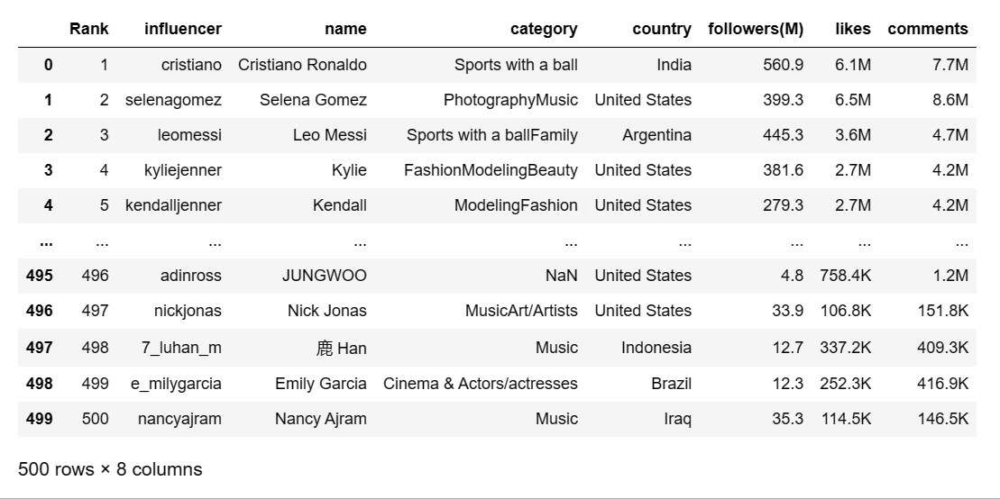 Rank influencer name category country followers(M) likes comments
0 1 cristiano Cristiano Ronaldo Sports with a ball India 560.9 6.1M 7.7M
1 2 selenagomez Selena Gomez PhotographyMusic United States 399.3 6.5M 8.6M
2 3 leomessi Leo Messi Sports with a ballFamily Argentina 445.3 3.6M 4.7M
3 4 kyliejenner Kylie FashionModelingBeauty United States 381.6 2.7M 4.2M
4 5 kendalljenner Kendall ModelingFashion United States 279.3 2.7M 4.2M
... ... ... ... ... ... ... ... ...
495 496 adinross JUNGWOO NaN United States 4.8 758.4K 1.2M
496 497 nickjonas Nick Jonas MusicArt/Artists United States 33.9 106.8K 151.8K
497 498 7_luhan_m 鹿 Han Music Indonesia 12.7 337.2K 409.3K
498 499 e_milygarcia Emily Garcia Cinema & Actors/actresses Brazil 12.3 252.3K 416.9K
499 500 nancyajram Nancy Ajram Music Iraq 35.3 114.5K 146.5K
500 rows × 8 columns